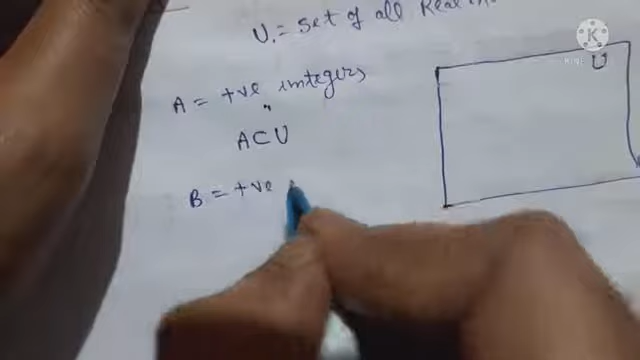 U = Set of all Real
A = +ve integers
"
A⊂U
B = +ve
U